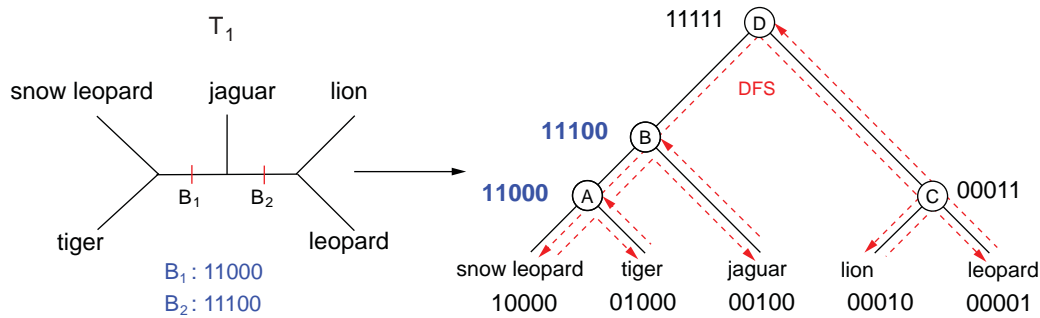 T1
snow leopard
jaguar
lion
B1
B2
tiger
leopard
B1 : 11000
B2 : 11100
11111
D
DFS
11100
B
11000
A
C
00011
snow leopard
tiger
jaguar
lion
leopard
10000
01000
00100
00010
00001